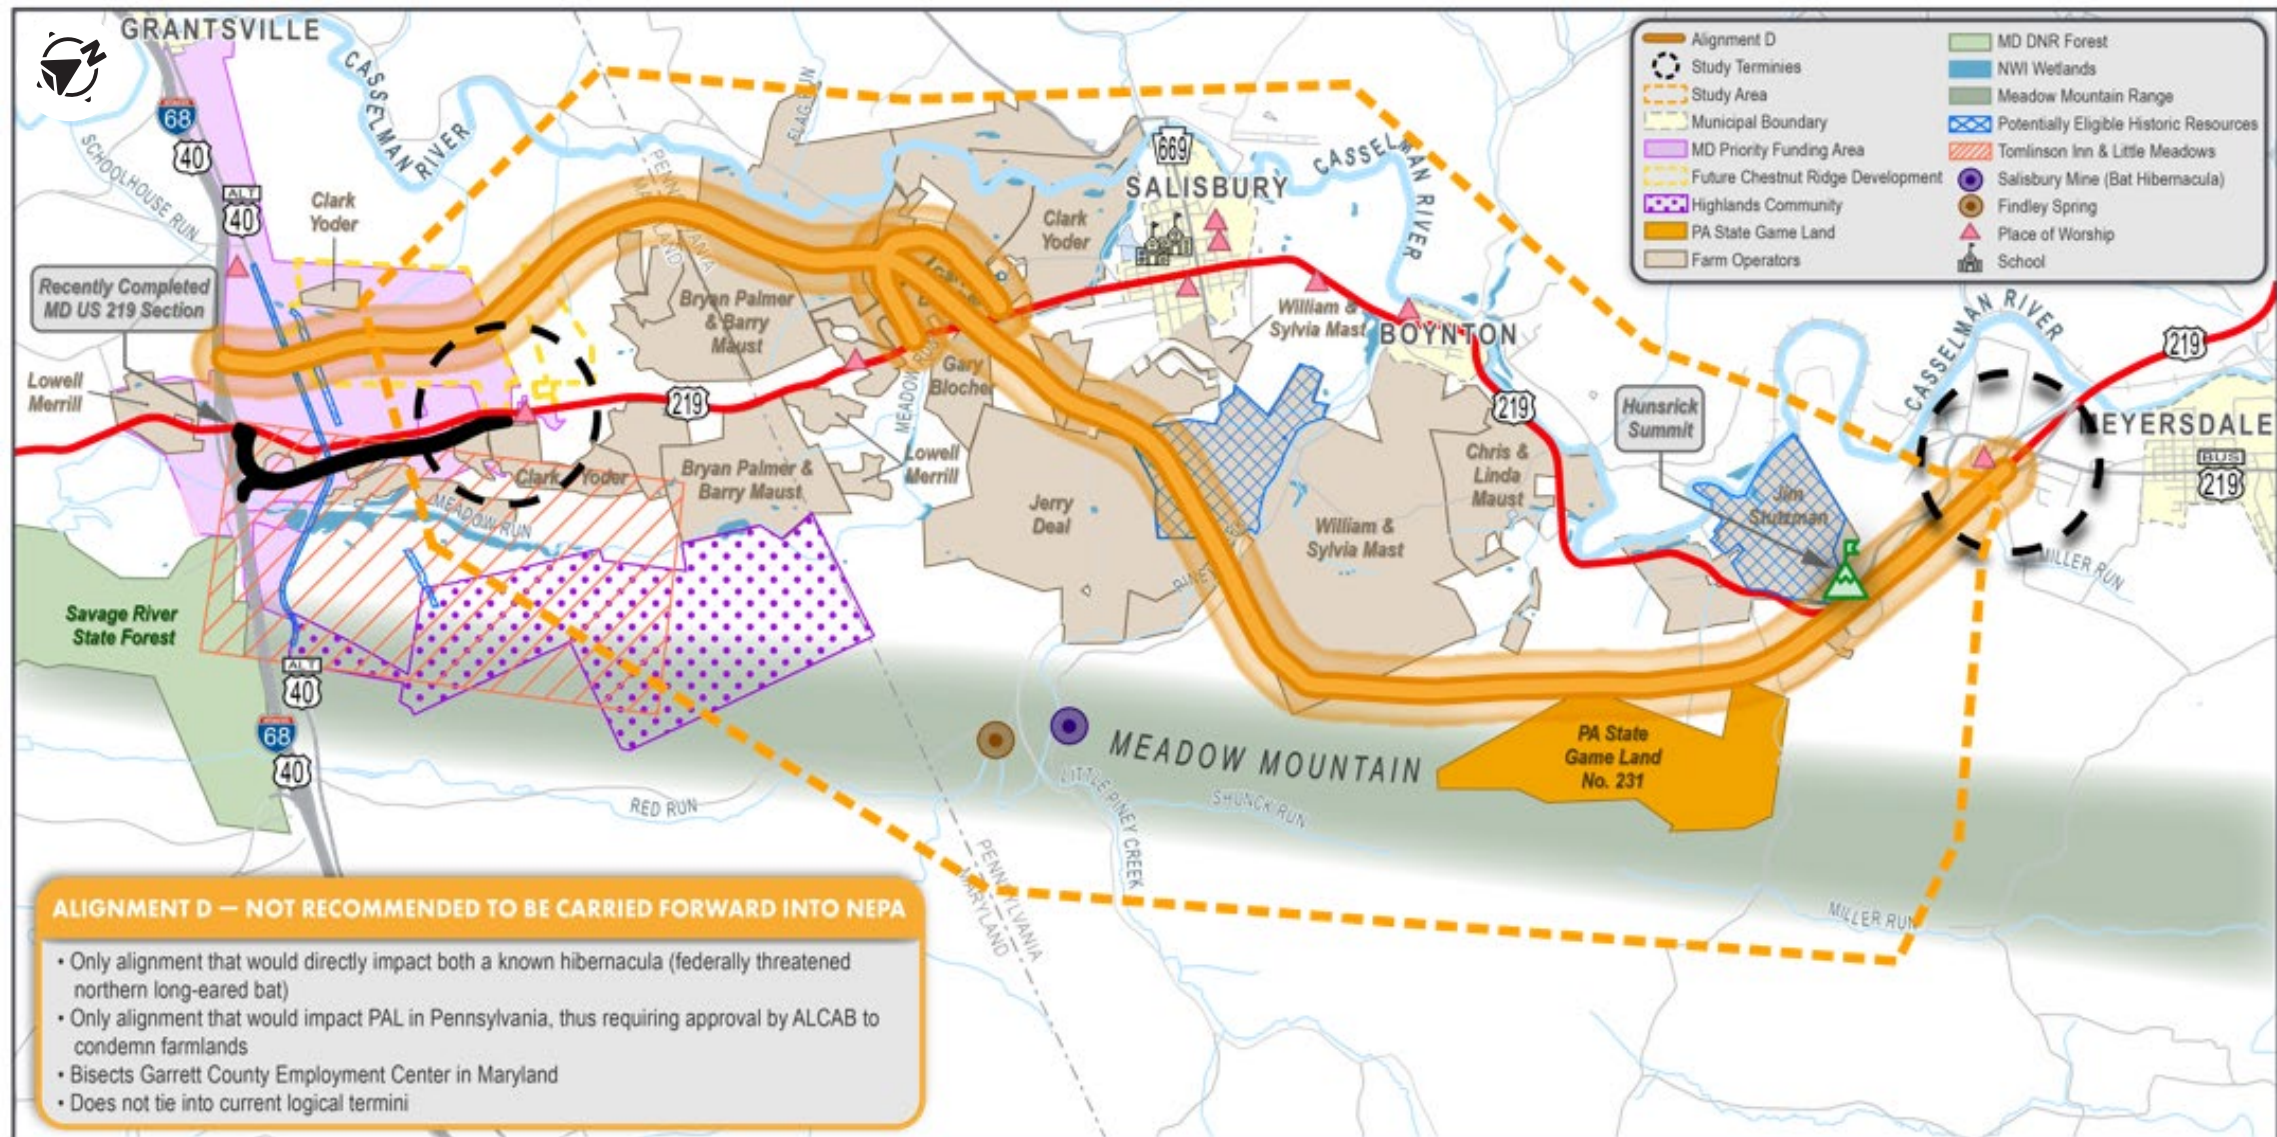 GRANTSVILLE
CASSELMAN RIVER
68
40
SCHOOLHOUSE RUN
ALT
40
Clark
Yoder
Recently Completed
MD US 219 Section
Lowell
Merrill
PENNSYLVANIA
MARYLAND
Bryan Palmer
& Barry
Maust
Clark
Yoder
669
SALISBURY
CASSELMAN RIVER
William &
Sylvia Mast
BOYNTON
Gary
Blocher
MEADOW RUN
219
Lowell
Merrill
Clark Yoder
Bryan Palmer &
Barry Maust
MEADOW RUN
Jerry
Deal
William &
Sylvia Mast
Chris &
Linda
Maust
219
Hunsrick
Summit
Jim
Stutzman
CASSELMAN RIVER
219
MEYERSDALE
BUS
219
MILLER RUN
Savage River
State Forest
ALT
40
68
40
RED RUN
MEADOW MOUNTAIN
LITTLE PINEY CREEK
SHUNCK RUN
PA State
Game Land
No. 231
MILLER RUN
PENNSYLVANIA
MARYLAND
Alignment D
Study Terminies
Study Area
Municipal Boundary
MD Priority Funding Area
Future Chestnut Ridge Development
Highlands Community
PA State Game Land
Farm Operators
MD DNR Forest
NWI Wetlands
Meadow Mountain Range
Potentially Eligible Historic Resources
Tomlinson Inn & Little Meadows
Salisbury Mine (Bat Hibernacula)
Findley Spring
Place of Worship
School
ALIGNMENT D — NOT RECOMMENDED TO BE CARRIED FORWARD INTO NEPA
• Only alignment that would directly impact both a known hibernacula (federally threatened
northern long-eared bat)
• Only alignment that would impact PAL in Pennsylvania, thus requiring approval by ALCAB to
condemn farmlands
• Bisects Garrett County Employment Center in Maryland
• Does not tie into current logical termini